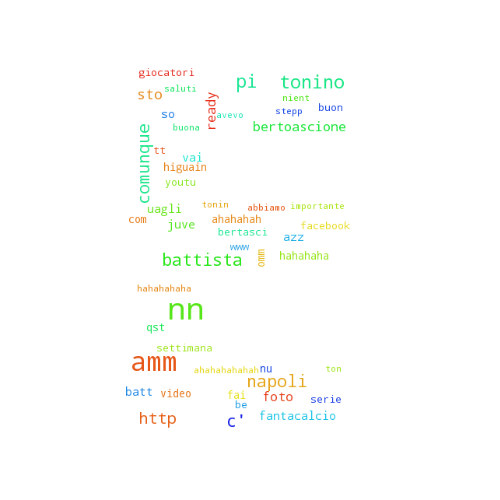 giocatori
pi tonino
sto saluti
ready nient
so avevo stepp buon
buona bertoascione
comunque
tt vai
higuain
youtu
uagli tonin abbiamo importante
com juve ahahahah facebook
bertasci azz
www
battista omm hahahaha
hahahahaha
nn
qst
settimana
amm ahahahahahah nu ton
napoli
batt video fai foto serie
be
http c' fantacalcio